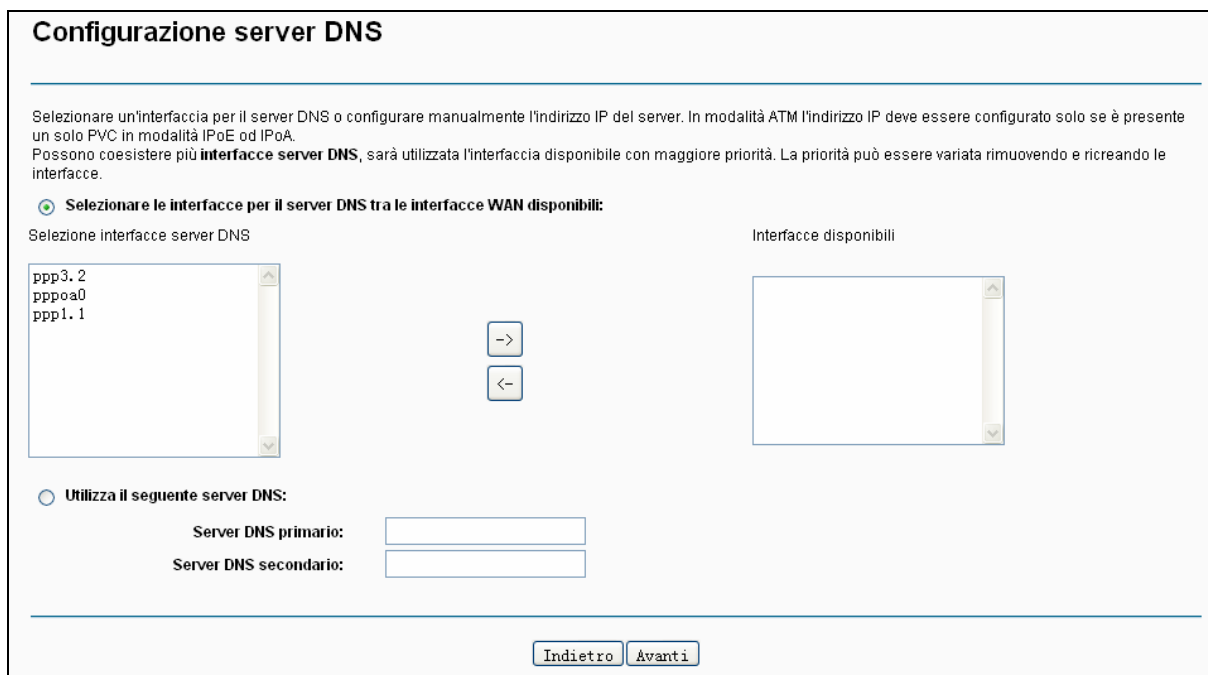 Configurazione server DNS
Selezionare un'interfaccia per il server DNS o configurare manualmente l'indirizzo IP del server. In modalità ATM l'indirizzo IP deve essere configurato solo se è presente
un solo PVC in modalità IPoE od IPoA.
Possono coesistere più interfacce server DNS, sarà utilizzata l'interfaccia disponibile con maggiore priorità. La priorità può essere variata rimuovendo e ricreando le
interfacce.
Selezionare le interfacce per il server DNS tra le interfacce WAN disponibili:
Selezione interfacce server DNS
Interfacce disponibili
ppp3.2
pppoa0
ppp1.1
->
<-
Utilizza il seguente server DNS:
Server DNS primario:
Server DNS secondario:
Indietro Avanti